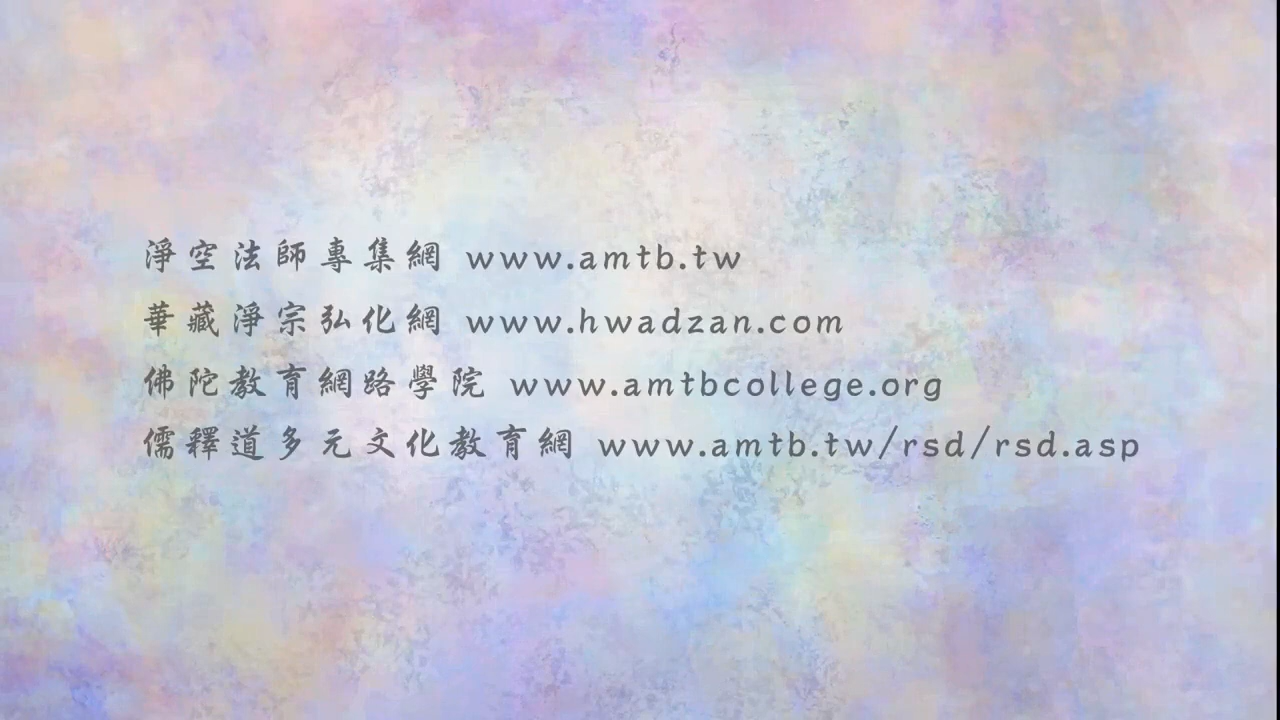 淨空法師專集網 www.amtb.tw
華藏淨宗弘化網 www.hwadzan.com
佛陀教育網路學院 www.amtbcollege.org
儒釋道多元文化教育網 www.amtb.tw/rsd/rsd.asp